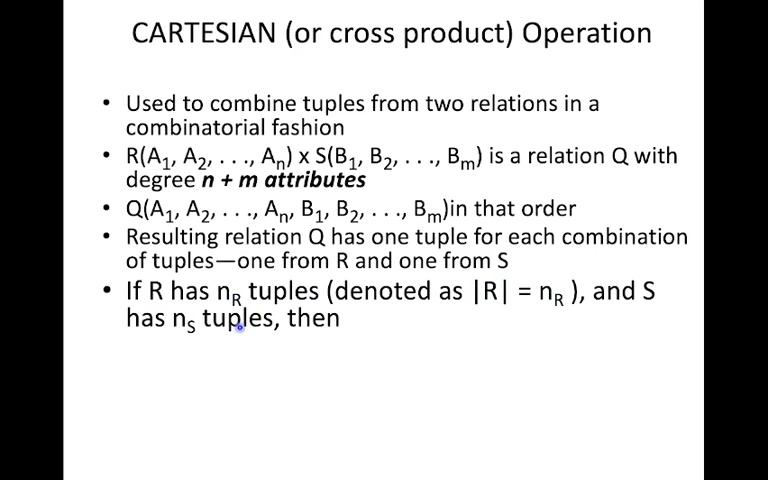 CARTESIAN (or cross product) Operation
• Used to combine tuples from two relations in a
combinatorial fashion
• R(A₁, A₂, . . ., Aₙ) x S(B₁, B₂, . . ., Bₘ) is a relation Q with
degree n + m attributes
• Q(A₁, A₂, . . ., Aₙ, B₁, B₂, . . ., Bₘ)in that order
• Resulting relation Q has one tuple for each combination
of tuples—one from R and one from S
• If R has n_R tuples (denoted as |R| = n_R ), and S
has n_S tuples, then